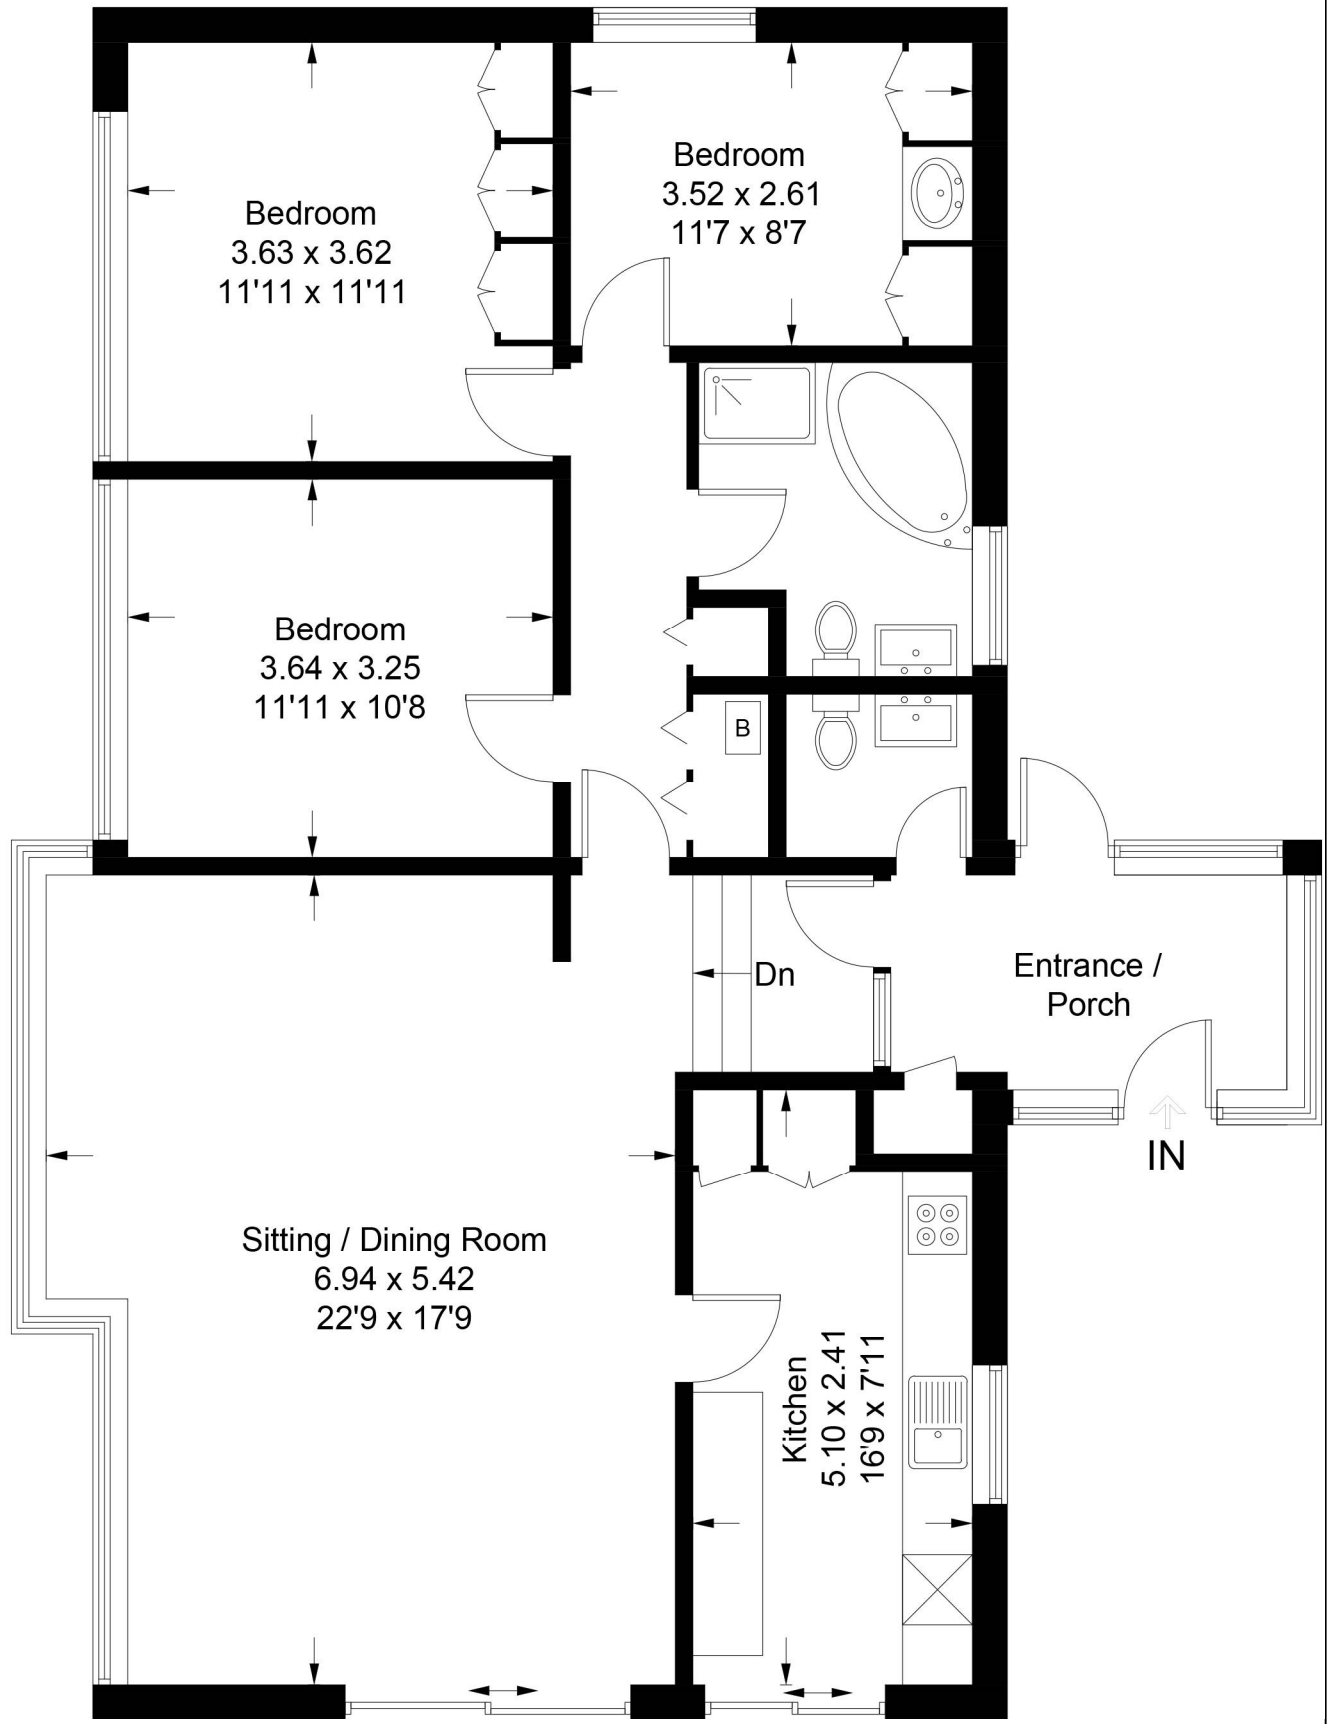 Bedroom
3.63 x 3.62
11'11 x 11'11
Bedroom
3.52 x 2.61
11'7 x 8'7
Bedroom
3.64 x 3.25
11'11 x 10'8
B
Dn
Entrance /
Porch
IN
Sitting / Dining Room
6.94 x 5.42
22'9 x 17'9
Kitchen
5.10 x 2.41
16'9 x 7'11